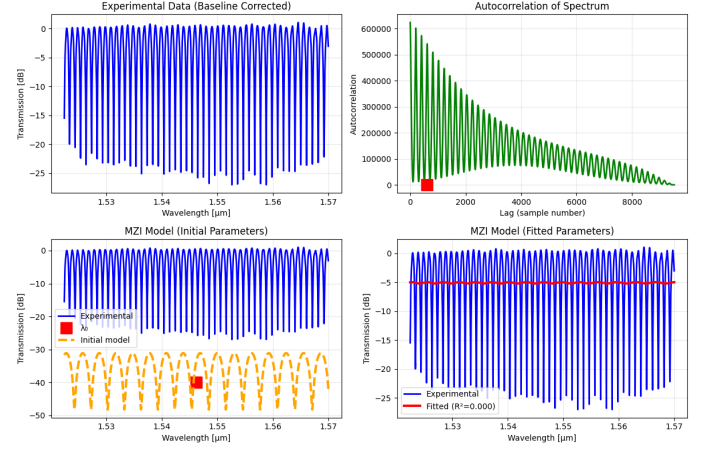 Experimental Data (Baseline Corrected)
Transmission [dB]
0
−5
−10
−15
−20
−25
1.53
1.54
1.55
1.56
1.57
Wavelength [μm]
Autocorrelation of Spectrum
Autocorrelation
600000
500000
400000
300000
200000
100000
0
0
2000
4000
6000
8000
Lag (sample number)
MZI Model (Initial Parameters)
Transmission [dB]
0
−10
−20
−30
−40
−50
Experimental
λ₀
Initial model
1.53
1.54
1.55
1.56
1.57
Wavelength [μm]
MZI Model (Fitted Parameters)
Transmission [dB]
0
−5
−10
−15
−20
−25
Experimental
Fitted (R²=0.000)
1.53
1.54
1.55
1.56
1.57
Wavelength [μm]